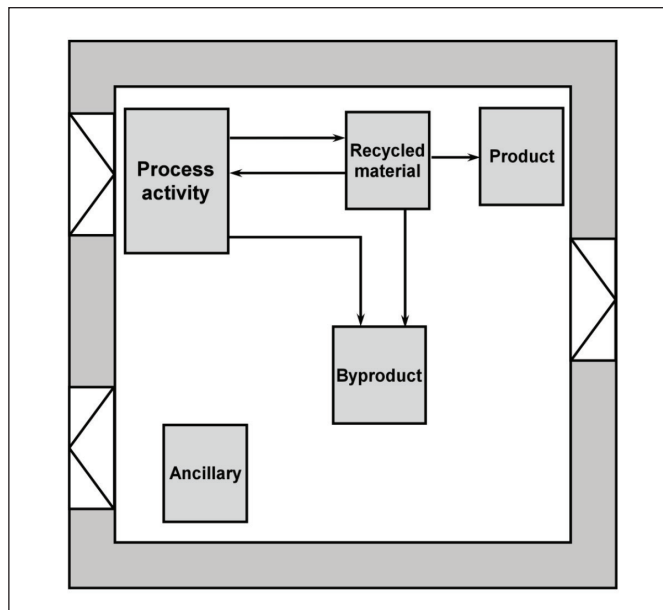 Process
activity
Recycled
material
Product
Byproduct
Ancillary